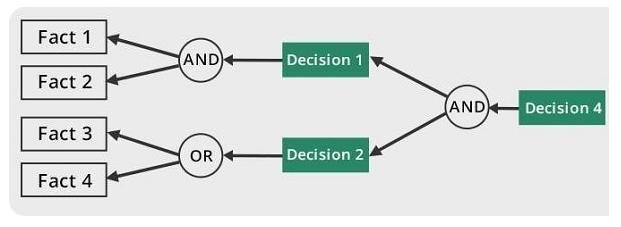 Fact 1
Fact 2
AND
Decision 1
Fact 3
Fact 4
OR
Decision 2
AND
Decision 4